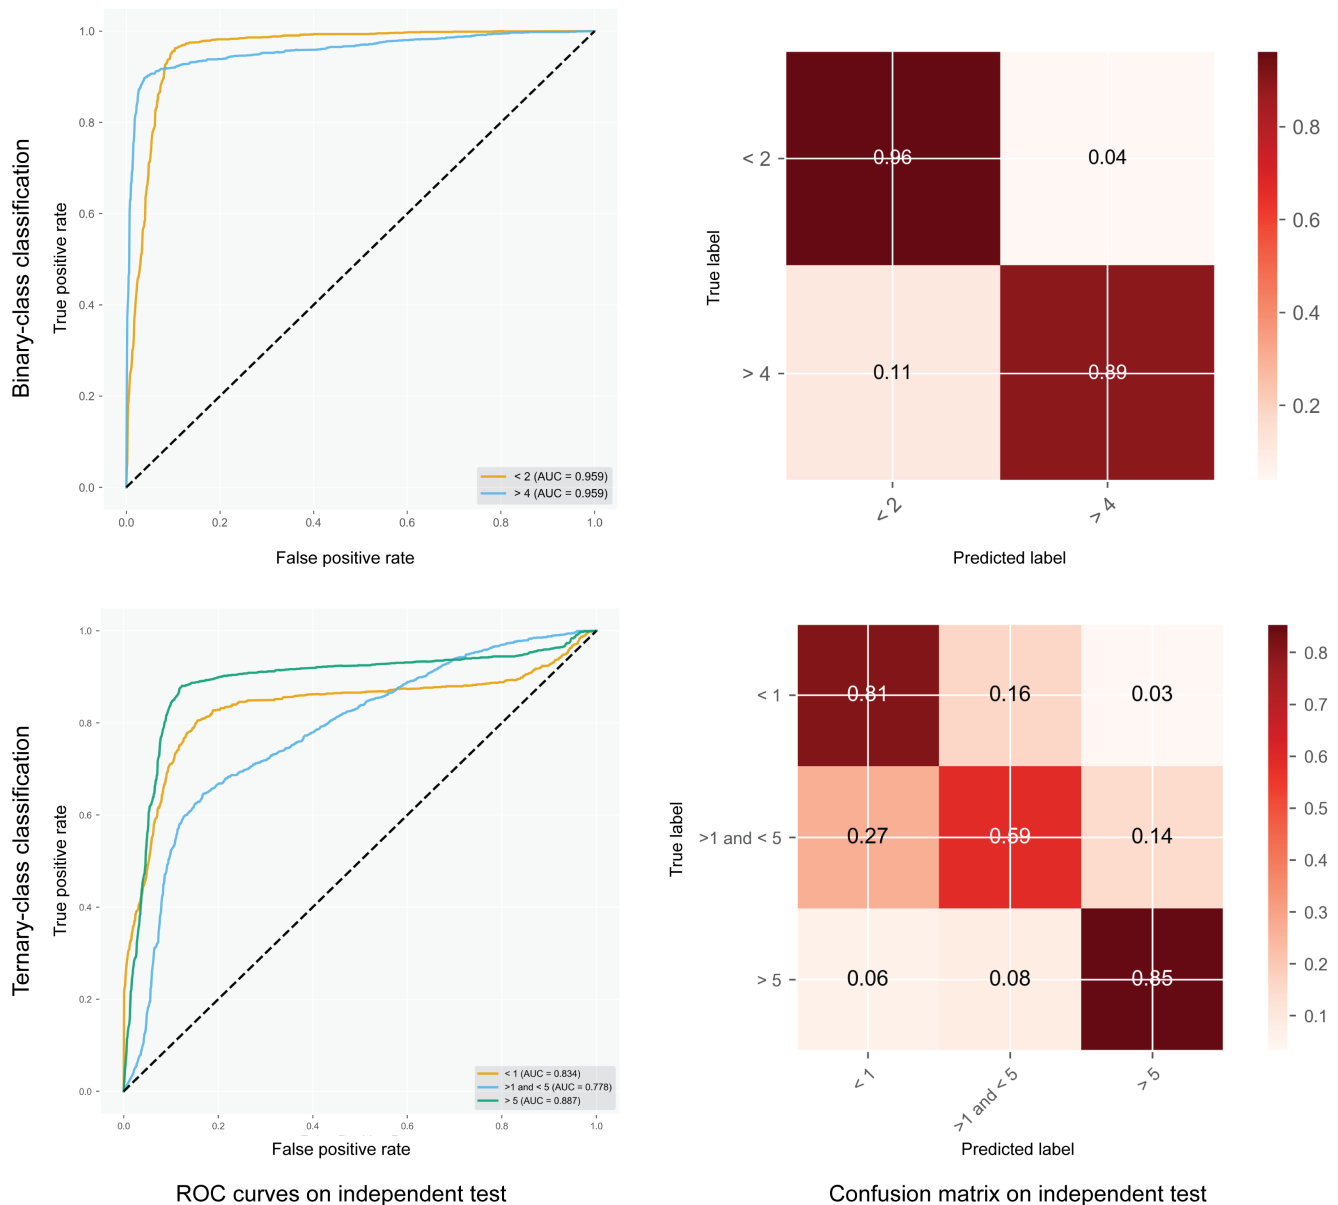 Binary-class classification
True positive rate
1.0
0.8
0.6
0.4
0.2
0.0
0.0 0.2 0.4 0.6 0.8 1.0
False positive rate
< 2 (AUC = 0.959)
> 4 (AUC = 0.959)
True label
< 2
> 4
0.96 0.04
0.11 0.89
< 2 > 4
Predicted label
0.8
0.6
0.4
0.2
Ternary-class classification
True positive rate
1.0
0.8
0.6
0.4
0.2
0.0
0.0 0.2 0.4 0.6 0.8 1.0
False positive rate
< 1 (AUC = 0.834)
>1 and < 5 (AUC = 0.778)
> 5 (AUC = 0.887)
True label
< 1
>1 and < 5
> 5
0.81 0.16 0.03
0.27 0.59 0.14
0.06 0.08 0.85
< 1 >1 and < 5 > 5
Predicted label
0.8
0.7
0.6
0.5
0.4
0.3
0.2
0.1
ROC curves on independent test
Confusion matrix on independent test